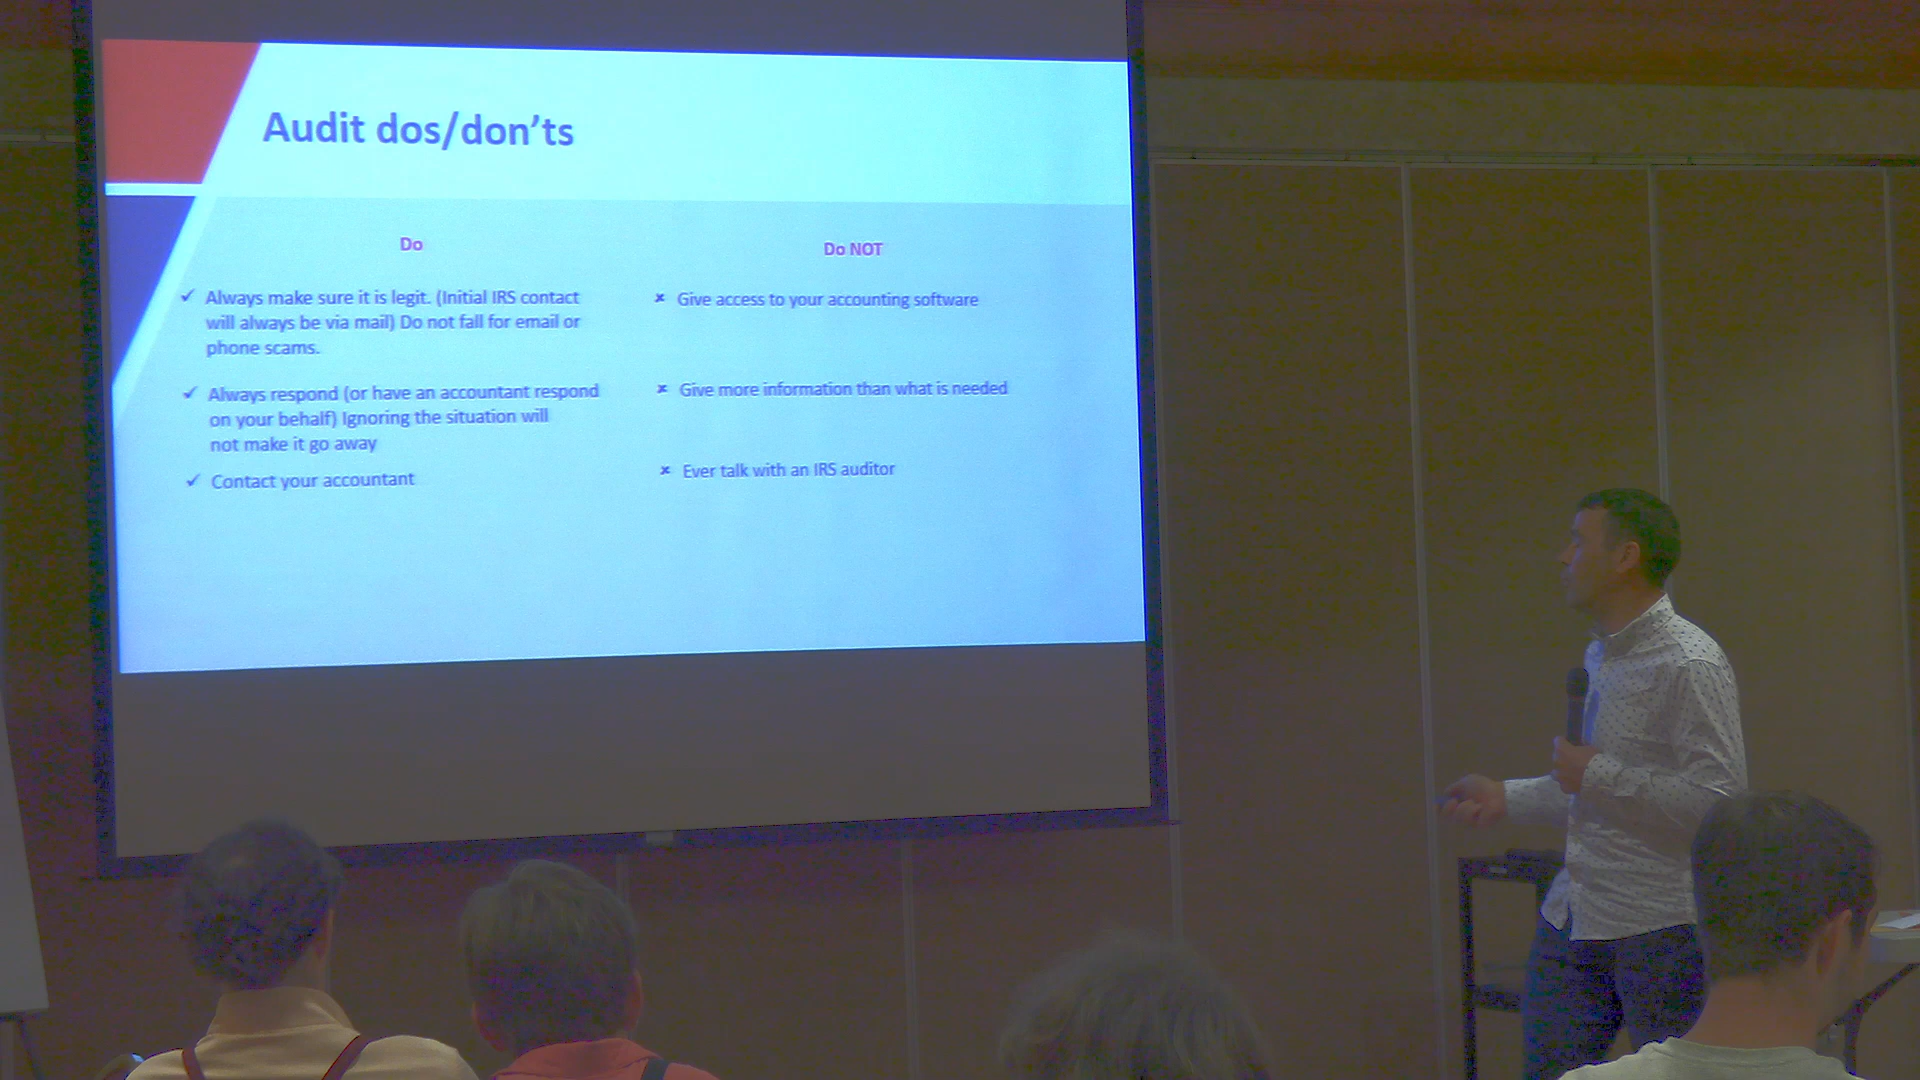 Audit dos/don'ts
Do
✓ Always make sure it is legit. (Initial IRS contact
will always be via mail) Do not fall for email or
phone scams.
✓ Always respond (or have an accountant respond
on your behalf) Ignoring the situation will
not make it go away
✓ Contact your accountant
Do NOT
× Give access to your accounting software
× Give more information than what is needed
× Ever talk with an IRS auditor